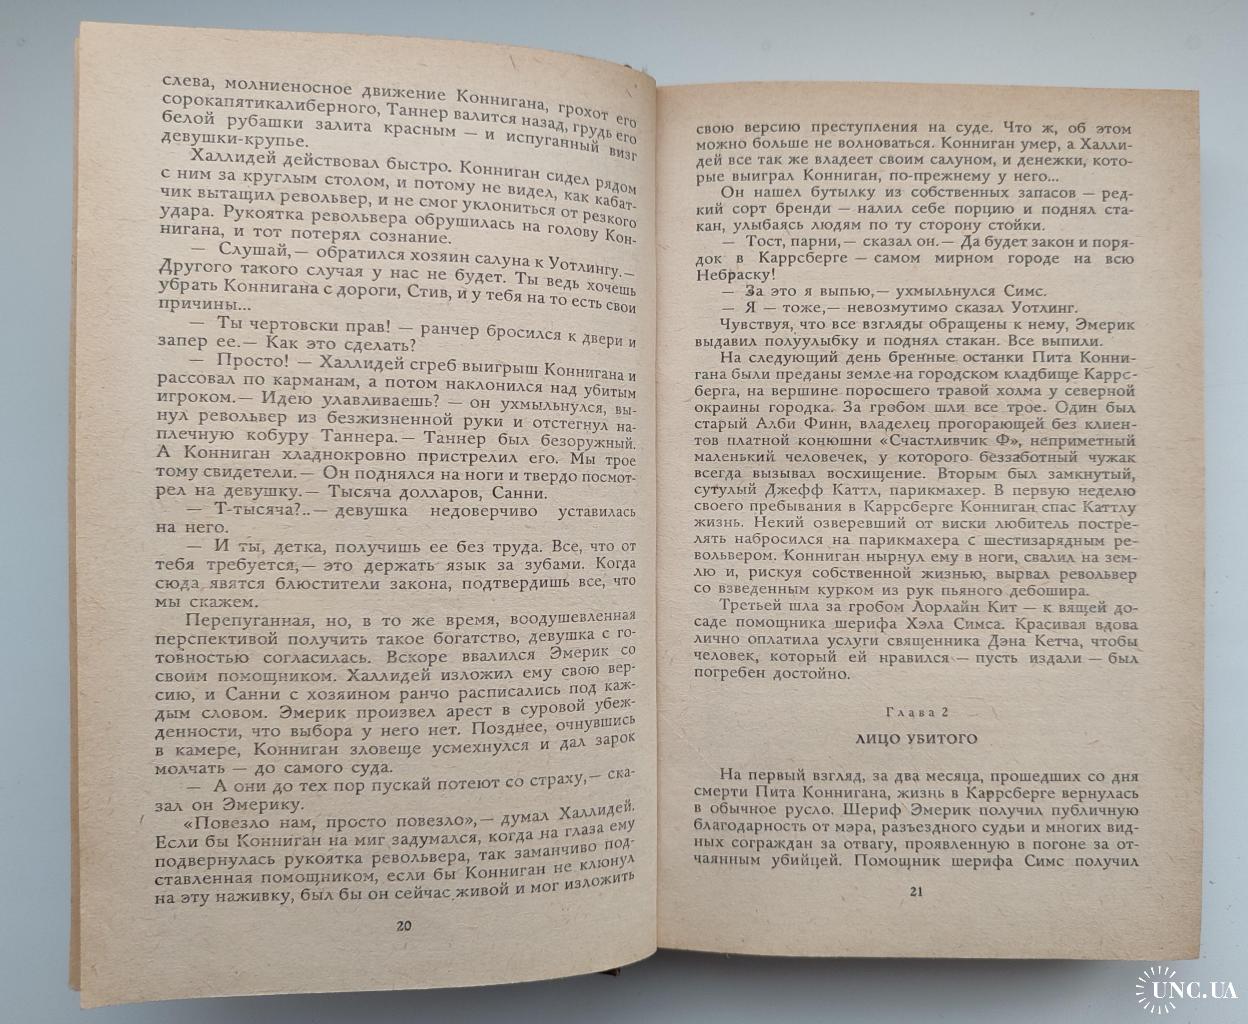 слева, молниеносное движение Коннигана, грохот его
сорокапятикалиберного, Таннер валится назад, грудь его
белой рубашки залита красным — и испуганный визг
девушки-крупье.
Халлидей действовал быстро. Конниган сидел рядом
с ним за круглым столом, и потому не видел, как кабат-
чик вытащил револьвер, и не смог уклониться от резкого
удара. Рукоятка револьвера обрушилась на голову Кон-
нигана, и тот потерял сознание.
— Слушай,— обратился хозяин салуна к Уотлингу.—
Другого такого случая у нас не будет. Ты ведь хочешь
убрать Коннигана с дороги, Стив, и у тебя на то есть свои
причины...
— Ты чертовски прав! — ранчер бросился к двери и
запер ее.— Как это сделать?
— Просто! — Халлидей сгреб выигрыш Коннигана и
рассовал по карманам, а потом наклонился над убитым
игроком.— Идею улавливаешь? — он ухмыльнулся, вы-
нул револьвер из безжизненной руки и отстегнул на-
плечную кобуру Таннера.— Таннер был безоружный.
А Конниган хладнокровно пристрелил его. Мы трое
тому свидетели.— Он поднялся на ноги и твердо посмот-
рел на девушку.— Тысяча долларов, Санни.
— Т-тысяча?..— девушка недоверчиво уставилась
на него.
— И ты, детка, получишь ее без труда. Все, что от
тебя требуется,— это держать язык за зубами. Когда
сюда явятся блюстители закона, подтвердишь все, что
мы скажем.
Перепуганная, но, в то же время, воодушевленная
перспективой получить такое богатство, девушка с го-
товностью согласилась. Вскоре ввалился Эмерик со
своим помощником. Халлидей изложил ему свою вер-
сию, и Санни с хозяином ранчо расписались под каж-
дым словом. Эмерик произвел арест в суровой убеж-
денности, что выбора у него нет. Позднее, очнувшись
в камере, Конниган зловеще усмехнулся и дал зарок
молчать — до самого суда.
— А они до тех пор пускай потеют со страху,— ска-
зал он Эмерику.
«Повезло нам, просто повезло»,— думал Халлидей.
Если бы Конниган на миг задумался, когда на глаза ему
подвернулась рукоятка револьвера, так заманчиво под-
ставленная помощником, если бы Конниган не клюнул
на эту наживку, был бы он сейчас живой и мог изложить
20
свою версию преступления на суде. Что ж, об этом
можно больше не волноваться. Конниган умер, а Халли-
дей все так же владеет своим салуном, и денежки, кото-
рые выиграл Конниган, по-прежнему у него...
Он нашел бутылку из собственных запасов — ред-
кий сорт бренди — налил себе порцию и поднял ста-
кан, улыбаясь людям по ту сторону стойки.
— Тост, парни,— сказал он.— Да будет закон и поря-
док в Каррсберге — самом мирном городе на всю
Небраску!
— За это я выпью,— ухмыльнулся Симс.
— Я — тоже,— невозмутимо сказал Уотлинг.
Чувствуя, что все взгляды обращены к нему, Эмерик
выдавил полуулыбку и поднял стакан. Все выпили.
На следующий день бренные останки Пита Конни-
гана были преданы земле на городском кладбище Каррс-
берга, на вершине поросшего травой холма у северной
окраины городка. За гробом шли все трое. Один был
старый Алби Финн, владелец прогорающей без клиен-
тов платной конюшни «Счастливчик Ф», неприметный
маленький человечек, у которого беззаботный чужак
всегда вызывал восхищение. Вторым был замкнутый,
сутулый Джефф Каттл, парикмахер. В первую неделю
своего пребывания в Каррсберге Конниган спас Каттлу
жизнь. Некий озверевший от виски любитель постре-
лять набросился на парикмахера с шестизарядным ре-
вольвером. Конниган нырнул ему в ноги, свалил на зем-
лю и, рискуя собственной жизнью, вырвал револьвер
со взведенным курком из рук пьяного дебошира.
Третьей шла за гробом Лорлайн Кит — к вящей до-
саде помощника шерифа Хэла Симса. Красивая вдова
лично оплатила услуги священника Дэна Кетча, чтобы
человек, который ей нравился — пусть издали — был
погребен достойно.
Глава 2
ЛИЦО УБИТОГО
На первый взгляд, за два месяца, прошедших со дня
смерти Пита Коннигана, жизнь в Каррсберге вернулась
в обычное русло. Шериф Эмерик получил публичную
благодарность от мэра, разъездного судьи и многих вид-
ных сограждан за отвагу, проявленную в погоне за от-
чаянным убийцей. Помощник шерифа Симс получил
21
UNC.UA